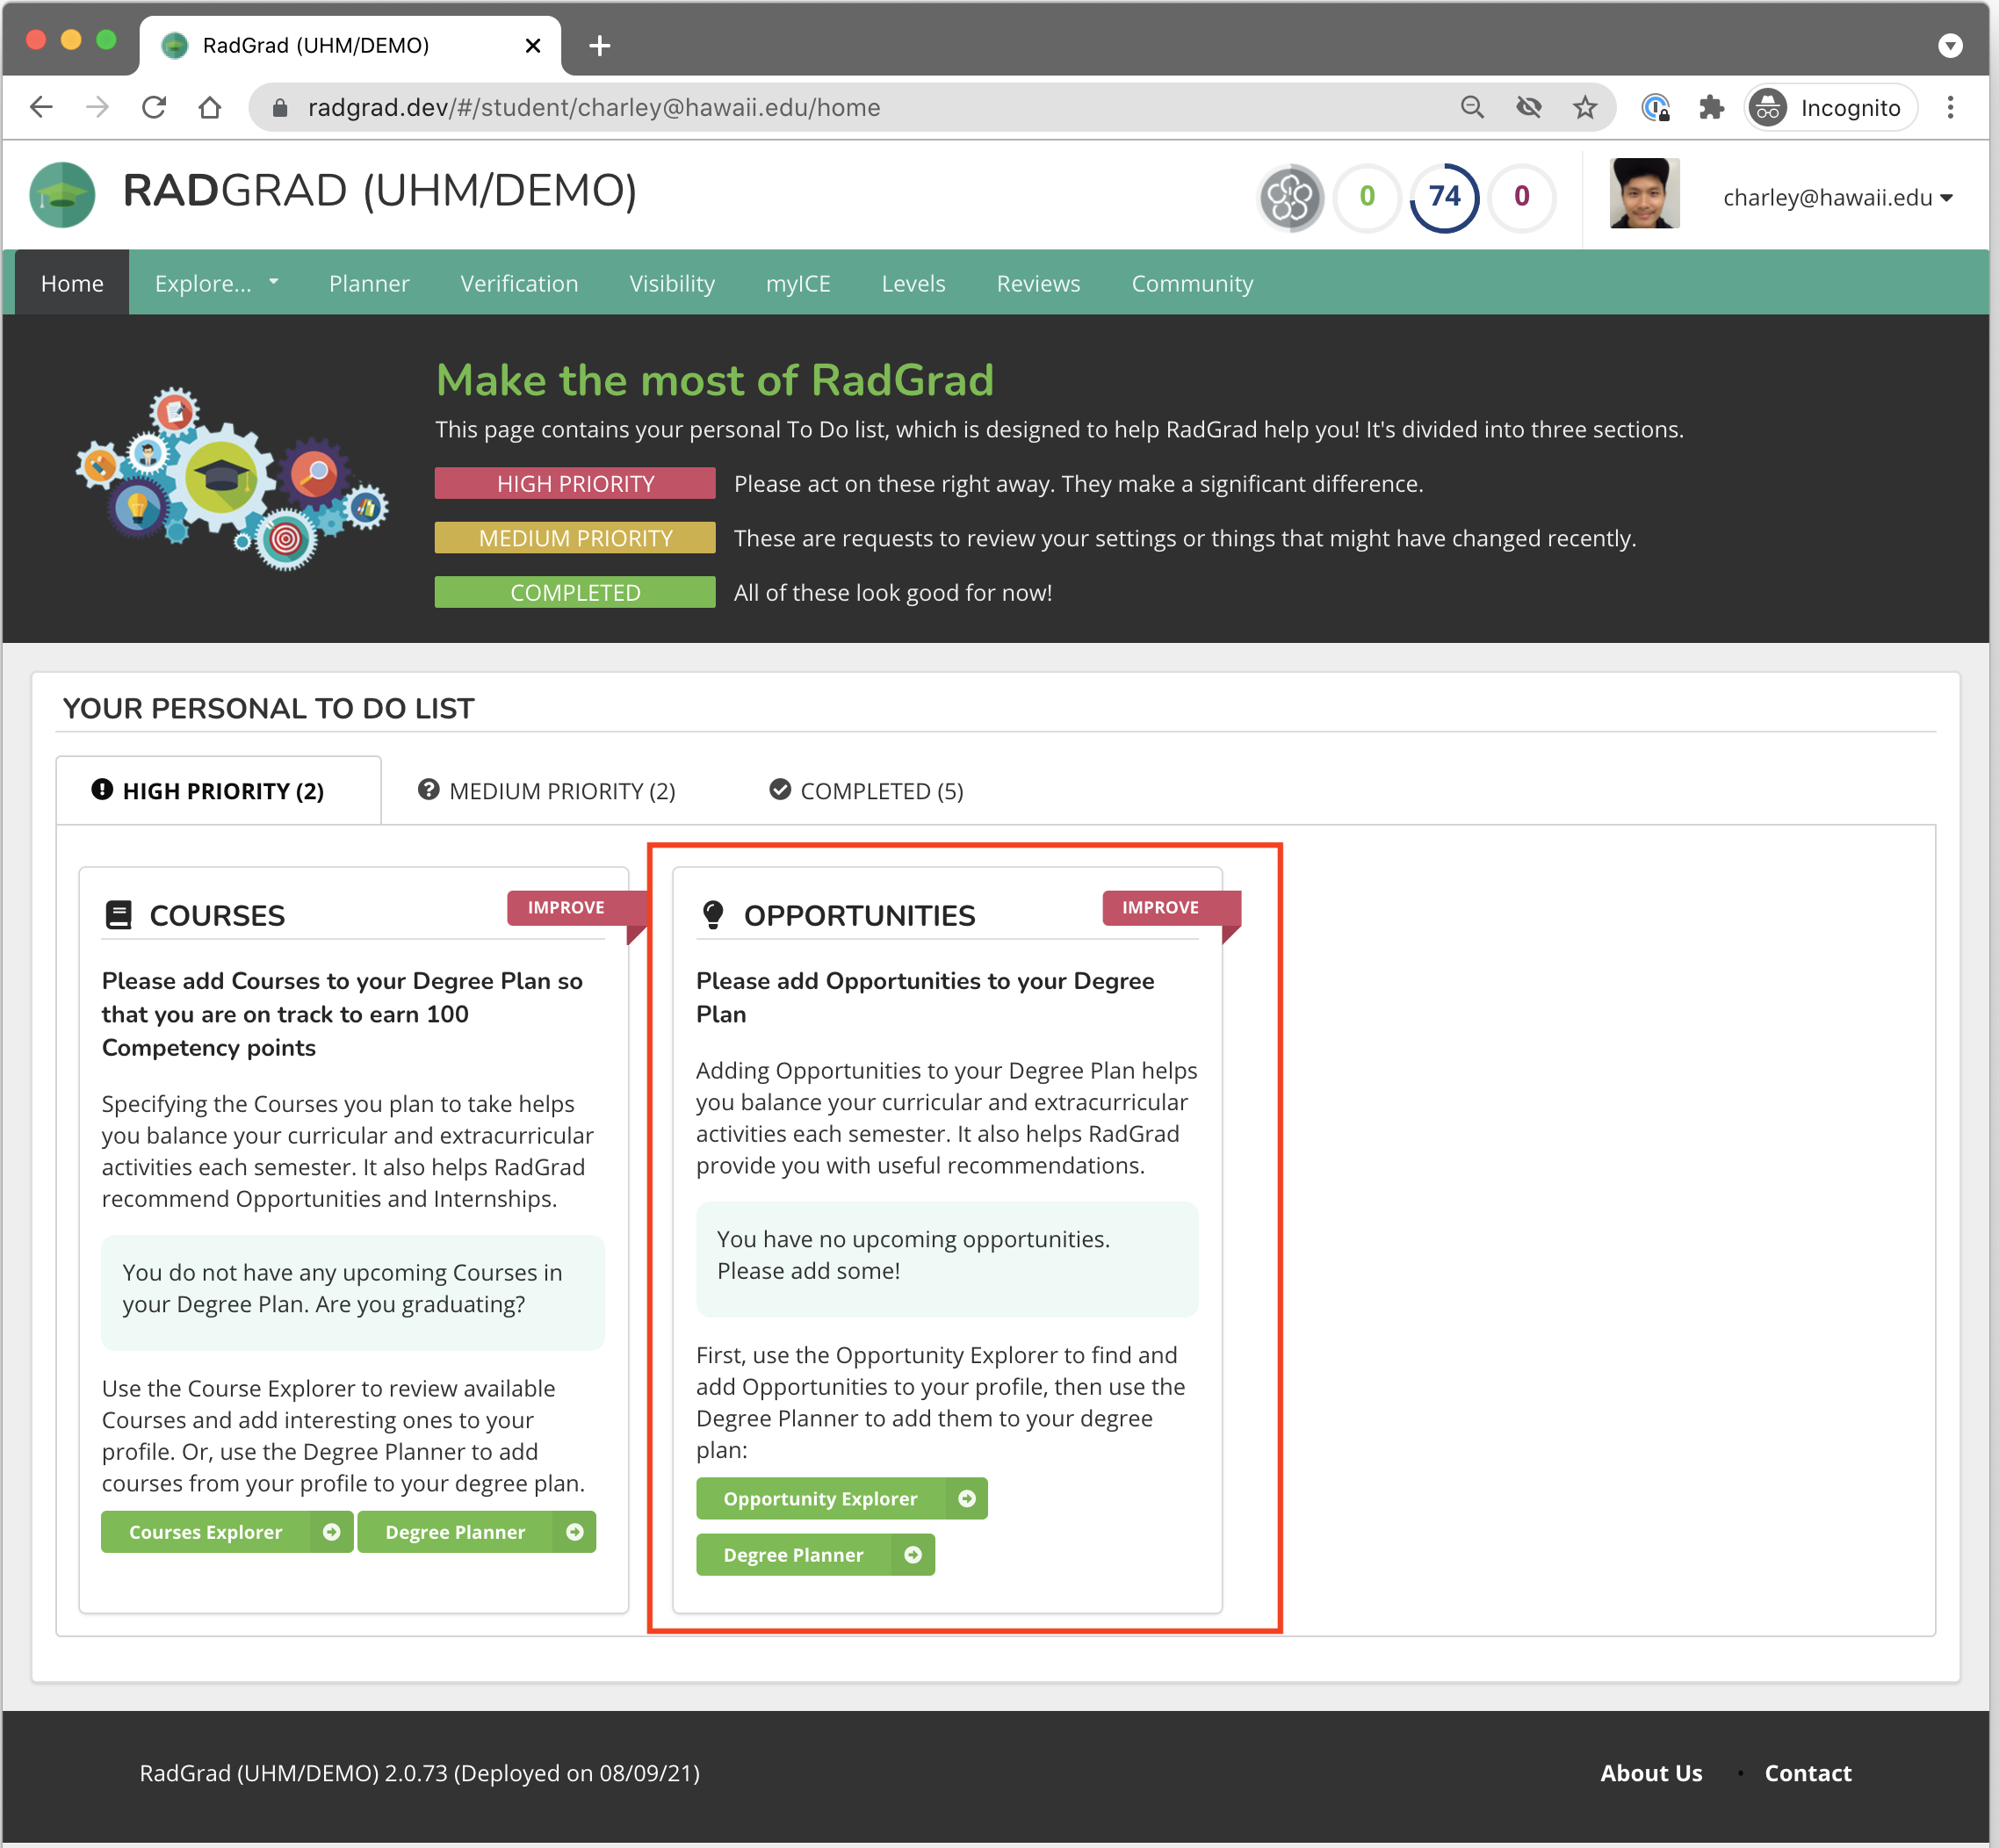 RadGrad (UHM/DEMO)
radgrad.dev/#/student/charley@hawaii.edu/home
Incognito
RADGRAD (UHM/DEMO)
0
74
0
charley@hawaii.edu
Home
Explore...
Planner
Verification
Visibility
myICE
Levels
Reviews
Community
Make the most of RadGrad
This page contains your personal To Do list, which is designed to help RadGrad help you! It's divided into three sections.
HIGH PRIORITY
Please act on these right away. They make a significant difference.
MEDIUM PRIORITY
These are requests to review your settings or things that might have changed recently.
COMPLETED
All of these look good for now!
YOUR PERSONAL TO DO LIST
HIGH PRIORITY (2)
MEDIUM PRIORITY (2)
COMPLETED (5)
COURSES
IMPROVE
Please add Courses to your Degree Plan so
that you are on track to earn 100
Competency points
Specifying the Courses you plan to take helps
you balance your curricular and extracurricular
activities each semester. It also helps RadGrad
recommend Opportunities and Internships.
You do not have any upcoming Courses in
your Degree Plan. Are you graduating?
Use the Course Explorer to review available
Courses and add interesting ones to your
profile. Or, use the Degree Planner to add
courses from your profile to your degree plan.
Courses Explorer
Degree Planner
OPPORTUNITIES
IMPROVE
Please add Opportunities to your Degree
Plan
Adding Opportunities to your Degree Plan helps
you balance your curricular and extracurricular
activities each semester. It also helps RadGrad
provide you with useful recommendations.
You have no upcoming opportunities.
Please add some!
First, use the Opportunity Explorer to find and
add Opportunities to your profile, then use the
Degree Planner to add them to your degree
plan:
Opportunity Explorer
Degree Planner
RadGrad (UHM/DEMO) 2.0.73 (Deployed on 08/09/21)
About Us
Contact